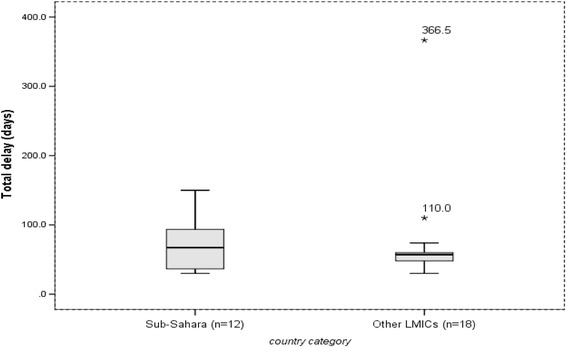 Total delay (days)
400.0
300.0
200.0
100.0
.0
366.5
*
110.0
*
Sub-Sahara (n=12)
Other LMICs (n=18)
country category